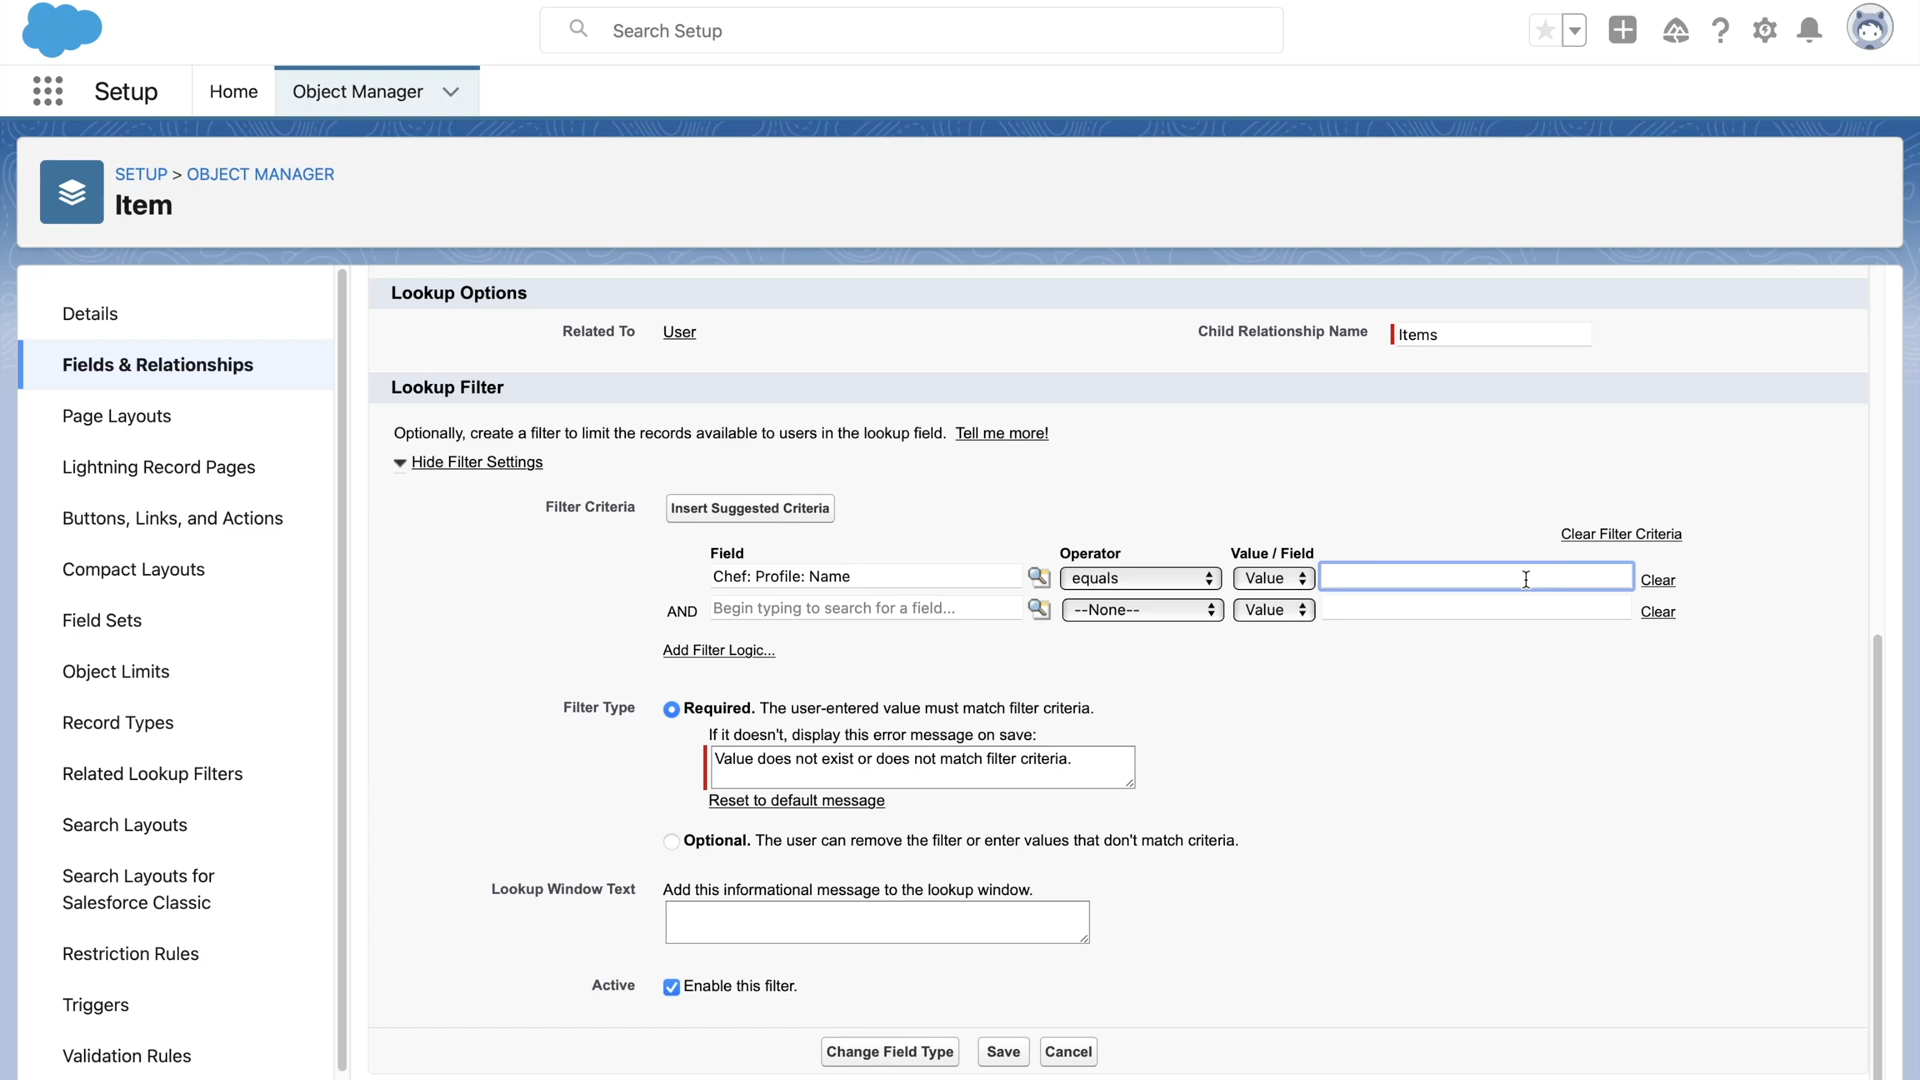 Search Setup
Setup
Home
Object Manager
SETUP > OBJECT MANAGER
Item
Details
Fields & Relationships
Page Layouts
Lightning Record Pages
Buttons, Links, and Actions
Compact Layouts
Field Sets
Object Limits
Record Types
Related Lookup Filters
Search Layouts
Search Layouts for
Salesforce Classic
Restriction Rules
Triggers
Validation Rules
Lookup Options
Related To User Child Relationship Name Items
Lookup Filter
Optionally, create a filter to limit the records available to users in the lookup field. Tell me more!
Hide Filter Settings
Filter Criteria Insert Suggested Criteria
Clear Filter Criteria
Field Operator Value / Field
Chef: Profile: Name equals Value Clear
AND Begin typing to search for a field... --None-- Value Clear
Add Filter Logic...
Filter Type Required. The user-entered value must match filter criteria.
If it doesn't, display this error message on save:
Value does not exist or does not match filter criteria.
Reset to default message
Optional. The user can remove the filter or enter values that don't match criteria.
Lookup Window Text Add this informational message to the lookup window.
Active Enable this filter.
Change Field Type Save Cancel